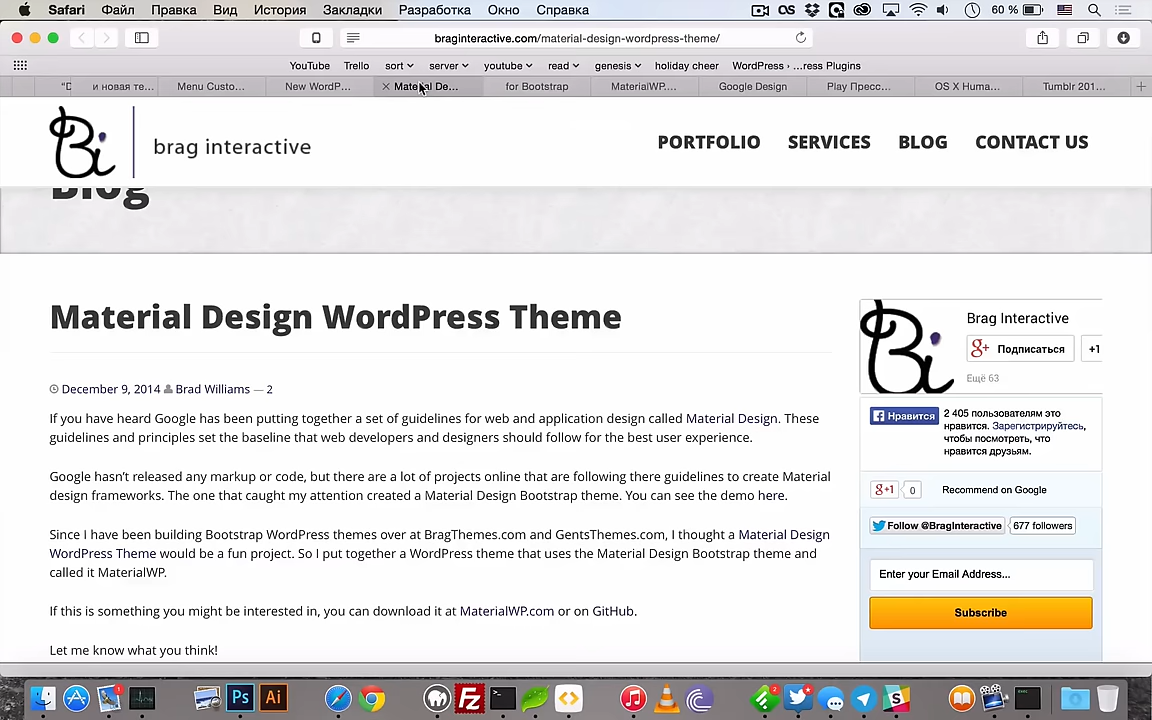 Safari Файл Правка Вид История Закладки Разработка Окно Справка 60 %
braginteractive.com/material-design-wordpress-theme/
YouTube Trello sort server youtube read genesis holiday cheer WordPress › ...ress Plugins
и новая те... Menu Custo... New WordP... for Bootstrap MaterialWP.... Google Design Play Пресс... OS X Huma... Tumblr 201...
Bi brag interactive PORTFOLIO SERVICES BLOG CONTACT US
Blog
Material Design WordPress Theme
December 9, 2014 Brad Williams — 2
If you have heard Google has been putting together a set of guidelines for web and application design called Material Design. These
guidelines and principles set the baseline that web developers and designers should follow for the best user experience.
Google hasn't released any markup or code, but there are a lot of projects online that are following there guidelines to create Material
design frameworks. The one that caught my attention created a Material Design Bootstrap theme. You can see the demo here.
Since I have been building Bootstrap WordPress themes over at BragThemes.com and GentsThemes.com, I thought a Material Design
WordPress Theme would be a fun project. So I put together a WordPress theme that uses the Material Design Bootstrap theme and
called it MaterialWP.
If this is something you might be interested in, you can download it at MaterialWP.com or on GitHub.
Let me know what you think!
Bi
Brag Interactive
g+ Подписаться +1
Ещё 63
Нравится 2 405 пользователям это
нравится. Зарегистрируйтесь,
чтобы посмотреть, что
нравится друзьям.
g+1 0 Recommend on Google
Follow @BragInteractive 677 followers
Enter your Email Address...
Subscribe
Ps Ai Fz